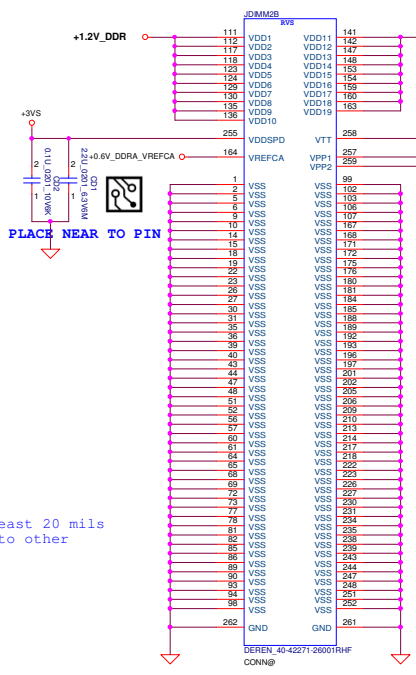 JDIMM2B
RVS
+1.2V_DDR
111 VDD1 VDD11 141
112 VDD2 VDD12 142
117 VDD3 VDD13 147
118 VDD4 VDD14 148
123 VDD5 VDD15 153
124 VDD6 VDD16 154
129 VDD7 VDD17 159
130 VDD8 VDD18 160
135 VDD9 VDD19 163
136 VDD10
+3VS
255 VDDSPD VTT 258
+0.6V_DDRA_VREFCA 164 VREFCA VPP1 257
VPP2 259
0.1U_0201_10V6K
CD2
2.2U_0201_6.3V6M
CD1
2
2
1
1
PLACE NEAR TO PIN
1 VSS VSS 99
2 VSS VSS 102
5 VSS VSS 103
6 VSS VSS 106
9 VSS VSS 107
10 VSS VSS 167
14 VSS VSS 168
15 VSS VSS 171
18 VSS VSS 172
19 VSS VSS 175
22 VSS VSS 176
23 VSS VSS 180
26 VSS VSS 181
27 VSS VSS 184
30 VSS VSS 185
31 VSS VSS 188
35 VSS VSS 189
36 VSS VSS 192
39 VSS VSS 193
40 VSS VSS 196
43 VSS VSS 197
44 VSS VSS 201
47 VSS VSS 202
48 VSS VSS 205
51 VSS VSS 206
52 VSS VSS 209
56 VSS VSS 210
57 VSS VSS 213
60 VSS VSS 214
61 VSS VSS 217
64 VSS VSS 218
65 VSS VSS 222
68 VSS VSS 223
69 VSS VSS 226
72 VSS VSS 227
73 VSS VSS 230
77 VSS VSS 231
78 VSS VSS 234
81 VSS VSS 235
82 VSS VSS 238
85 VSS VSS 239
86 VSS VSS 243
89 VSS VSS 244
90 VSS VSS 247
93 VSS VSS 248
94 VSS VSS 251
98 VSS VSS 252
262 GND GND 261
east 20 mils
to other
DEREN_40-42271-26001RHF
CONN@